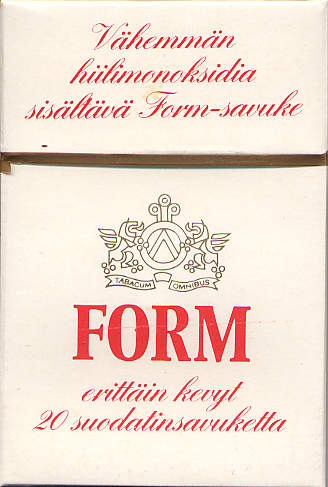 Vähemmän
hiilimonoksidia
sisältävä Form-savuke
TABACUM OMNIBUS
FORM
erittäin kevyt
20 suodatinsavuketta